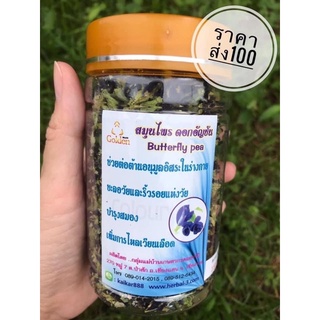 ราคา
ส่ง100
Golden
สมุนไพร ดอกอัญชัน
Butterfly pea
ช่วยต่อต้านอนุมูลอิสระในร่างกาย
ชะลอวัยและริ้วรอยแห่งวัย
บำรุงสมอง
เพิ่มการไหลเวียนเลือด